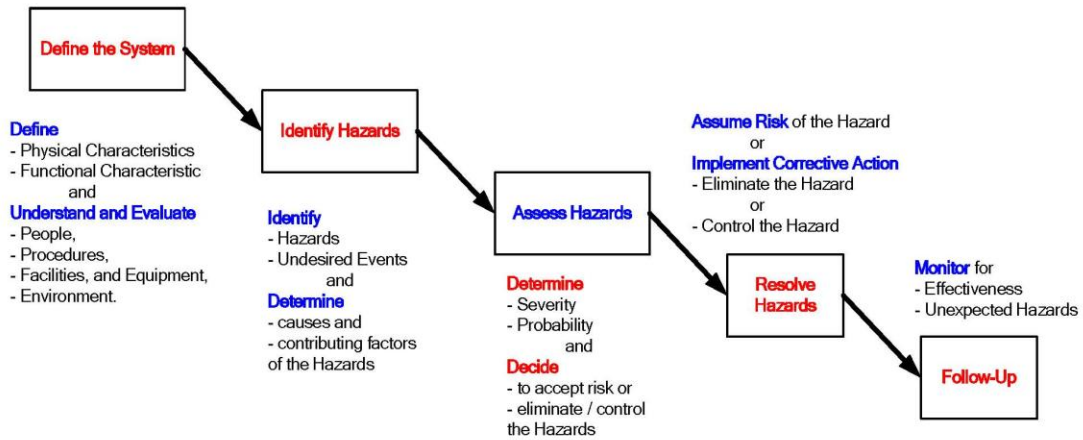 Define the System
Define
- Physical Characteristics
- Functional Characteristic
and
Understand and Evaluate
- People,
- Procedures,
- Facilities, and Equipment,
- Environment.
Identify Hazards
Identify
- Hazards
- Undesired Events
and
Determine
- causes and
- contributing factors
of the Hazards
Assess Hazards
Determine
- Severity
- Probability
and
Decide
- to accept risk or
- eliminate / control
the Hazards
Assume Risk of the Hazard
or
Implement Corrective Action
- Eliminate the Hazard
or
- Control the Hazard
Resolve
Hazards
Monitor for
- Effectiveness
- Unexpected Hazards
Follow-Up